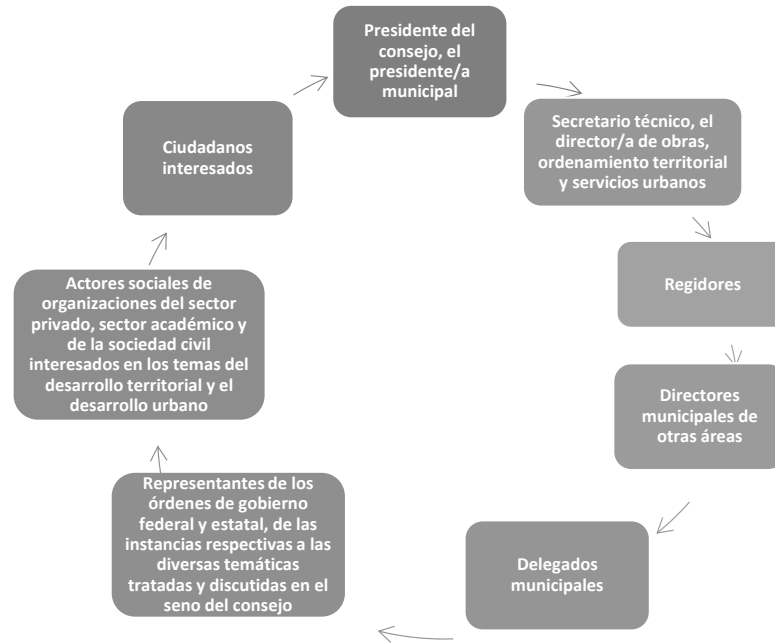 Presidente del
consejo, el
presidente/a
municipal
Secretario técnico, el
director/a de obras,
ordenamiento territorial
y servicios urbanos
Regidores
Directores
municipales de
otras áreas
Delegados
municipales
Representantes de los
órdenes de gobierno
federal y estatal, de las
instancias respectivas a las
diversas temáticas
tratadas y discutidas en el
seno del consejo
Actores sociales de
organizaciones del sector
privado, sector académico y
de la sociedad civil
interesados en los temas del
desarrollo territorial y el
desarrollo urbano
Ciudadanos
interesados